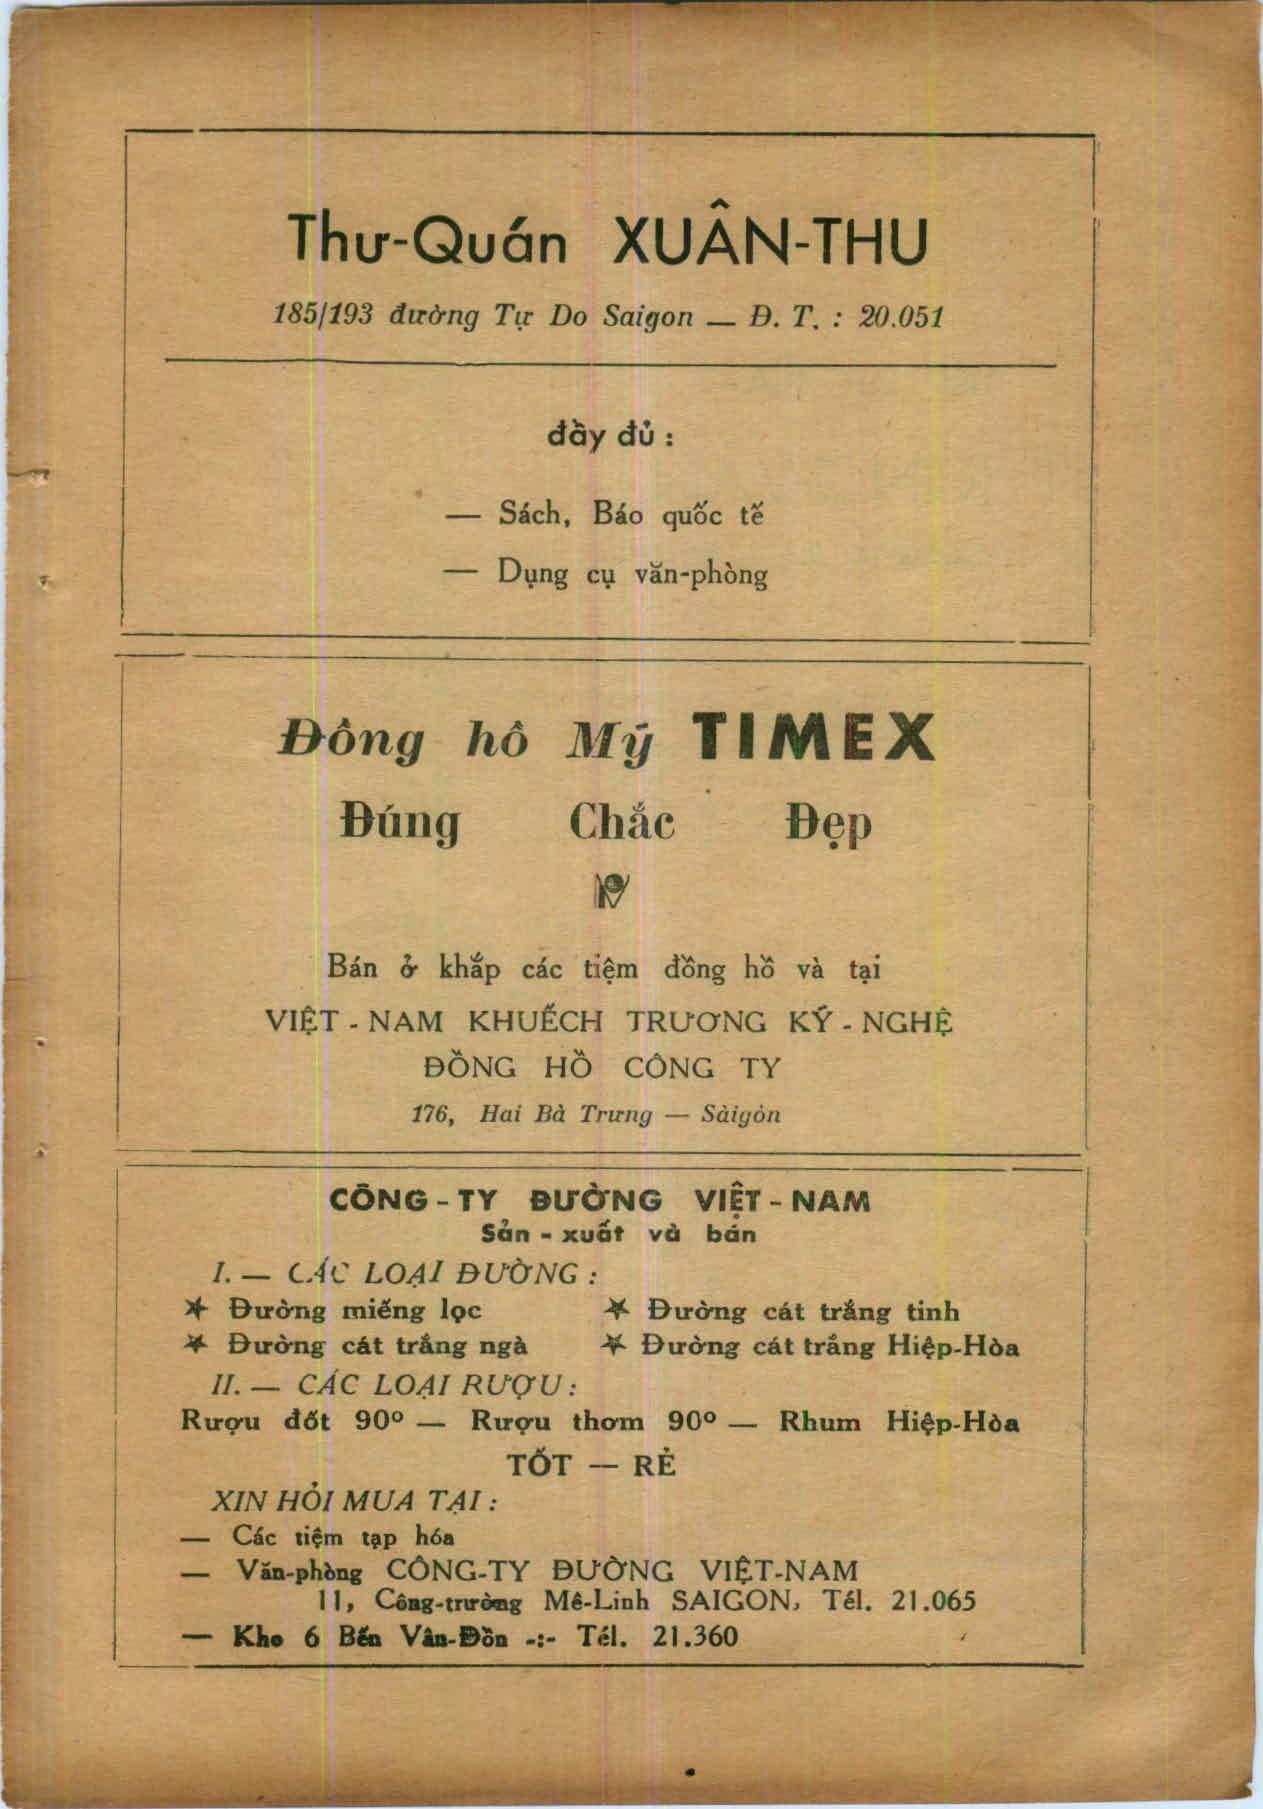 Thư-Quán XUÂN-THU
185/193 đường Tự Do Saigon — Đ. T. : 20.051
đầy đủ :
— Sách, Báo quốc tế
— Dụng cụ văn-phòng
Đông hô Mỹ TIMEX
Đúng Chắc Đẹp
Bán ở khắp các tiệm đồng hồ và tại
VIỆT - NAM KHUẾCH TRƯƠNG KỸ - NGHỆ
ĐỒNG HỒ CÔNG TY
176, Hai Bà Trưng — Sàigòn
CÔNG - TY ĐƯỜNG VIỆT - NAM
Sản - xuất và bán
I. — CÁC LOẠI ĐƯỜNG :
★ Đường miếng lọc ★ Đường cát trắng tinh
★ Đường cát trắng ngà ★ Đường cát trắng Hiệp-Hòa
II. — CÁC LOẠI RƯỢU :
Rượu đốt 90° — Rượu thơm 90° — Rhum Hiệp-Hòa
TỐT — RẺ
XIN HỎI MUA TẠI :
— Các tiệm tạp hóa
— Văn-phòng CÔNG-TY ĐƯỜNG VIỆT-NAM
11, Công-trường Mê-Linh SAIGON, Tél. 21.065
— Kho 6 Bến Vân-Đồn -:- Tél. 21.360